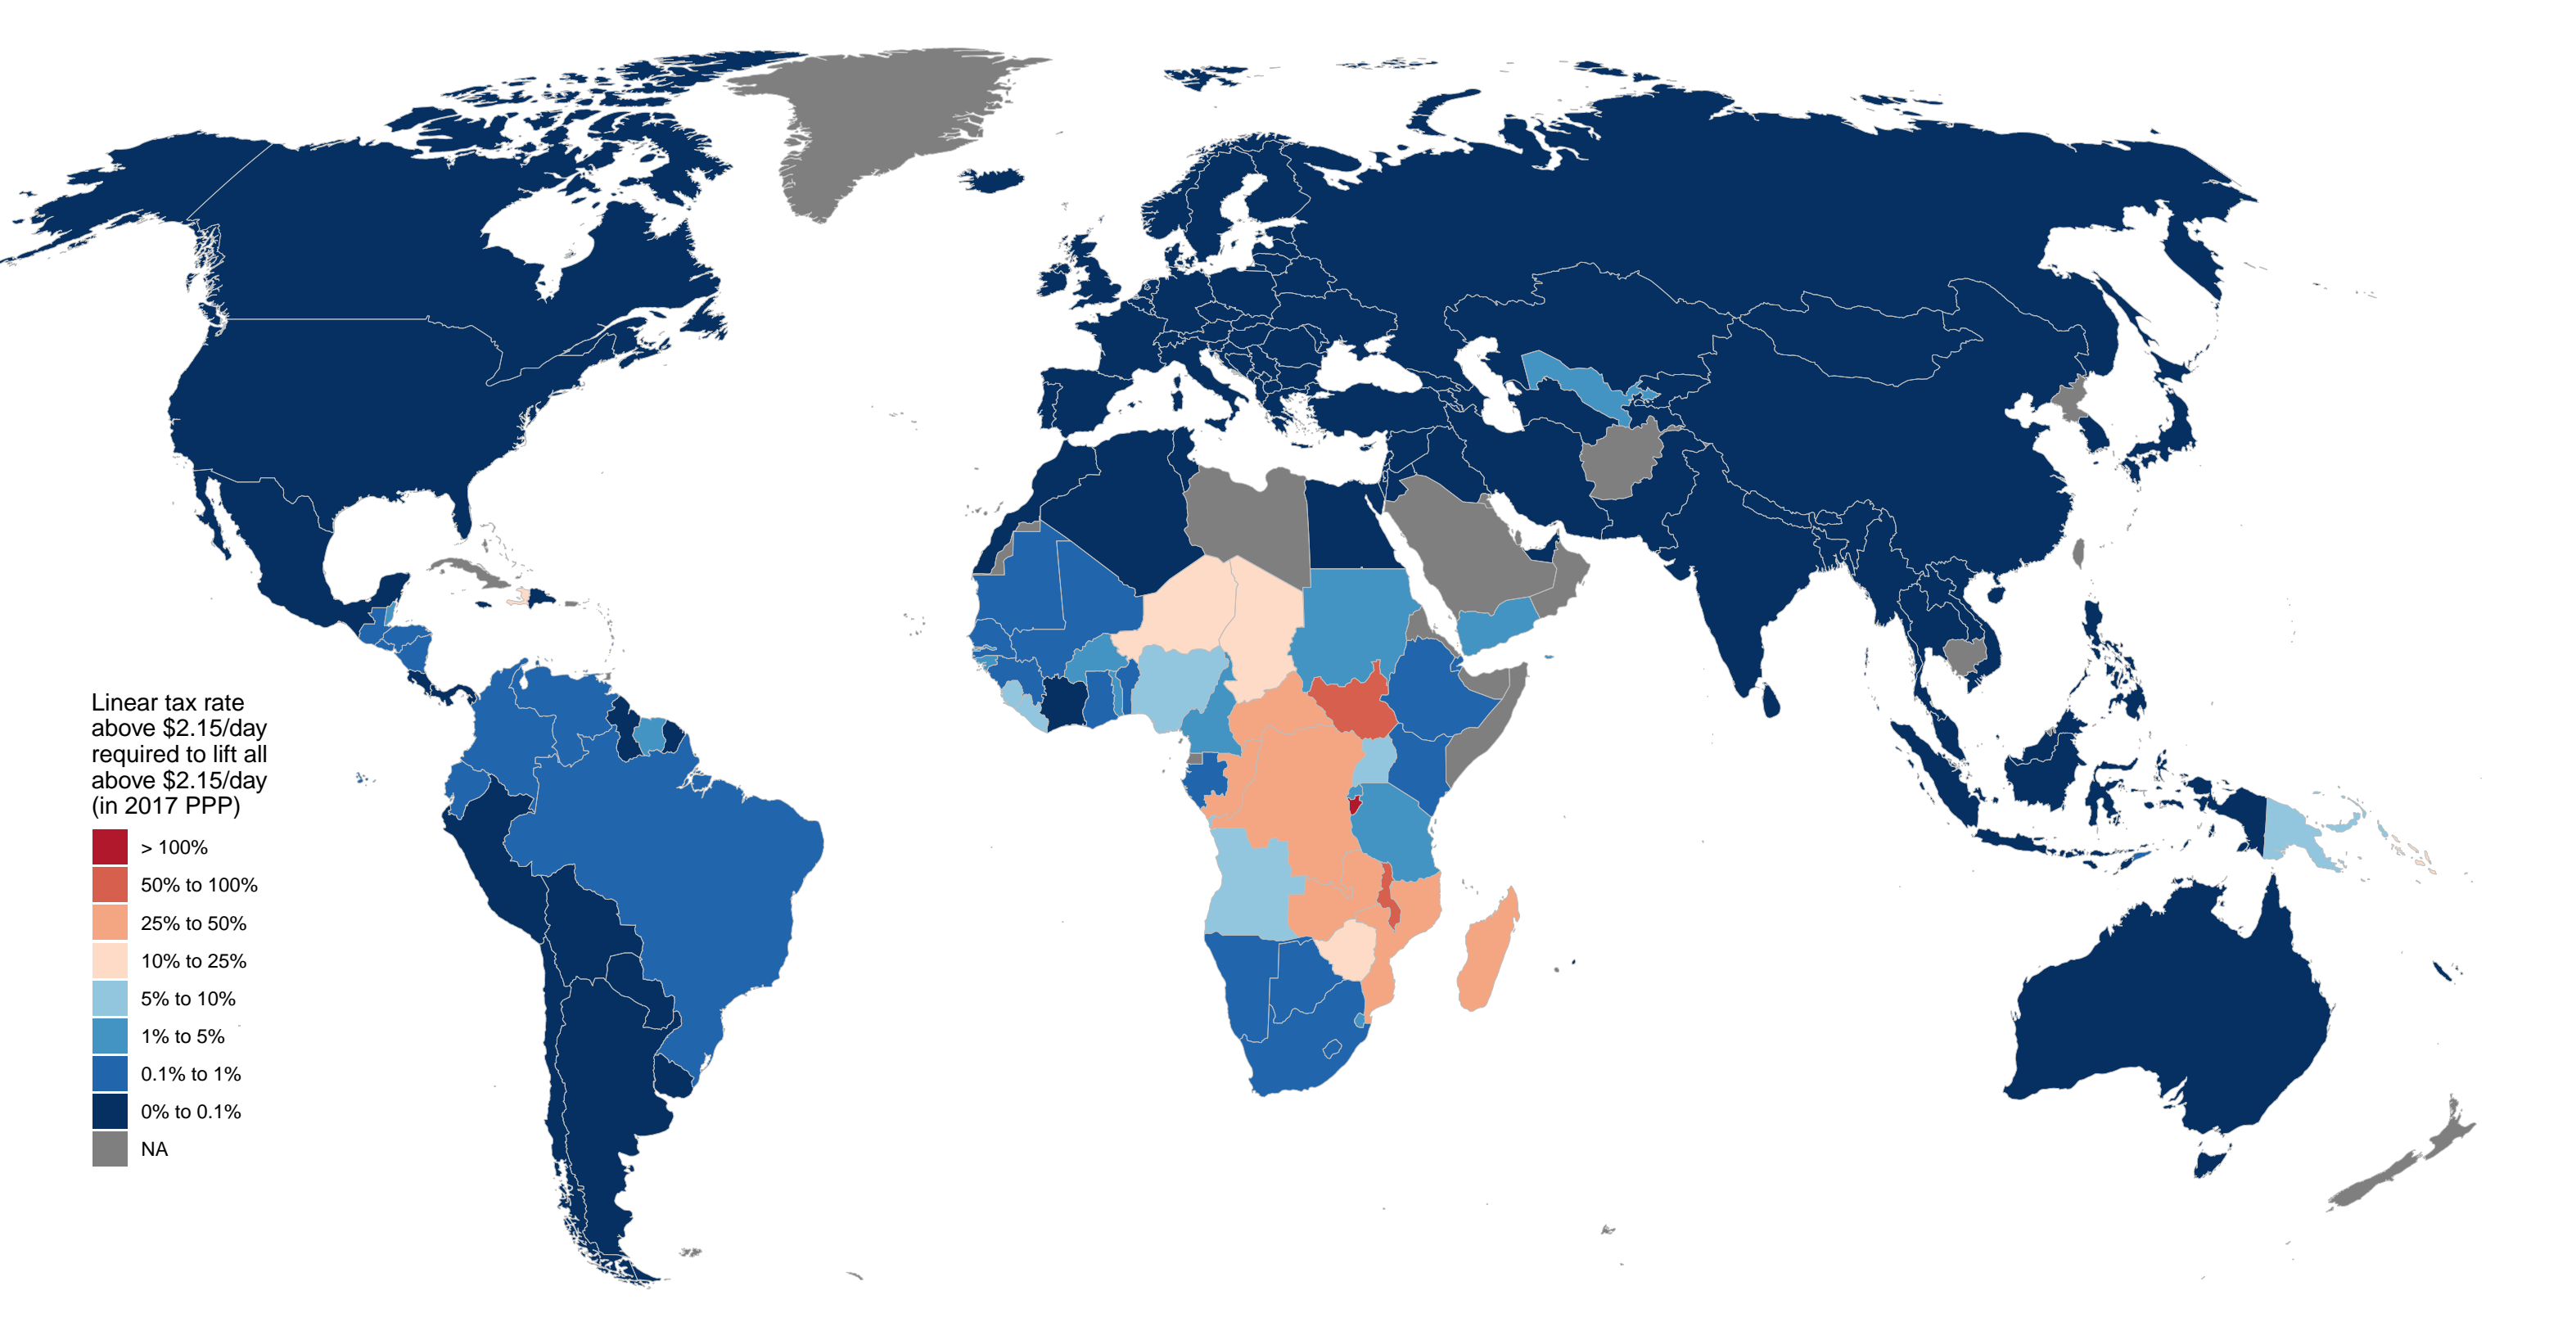 Linear tax rate
above $2.15/day
required to lift all
above $2.15/day
(in 2017 PPP)
> 100%
50% to 100%
25% to 50%
10% to 25%
5% to 10%
1% to 5%
0.1% to 1%
0% to 0.1%
NA